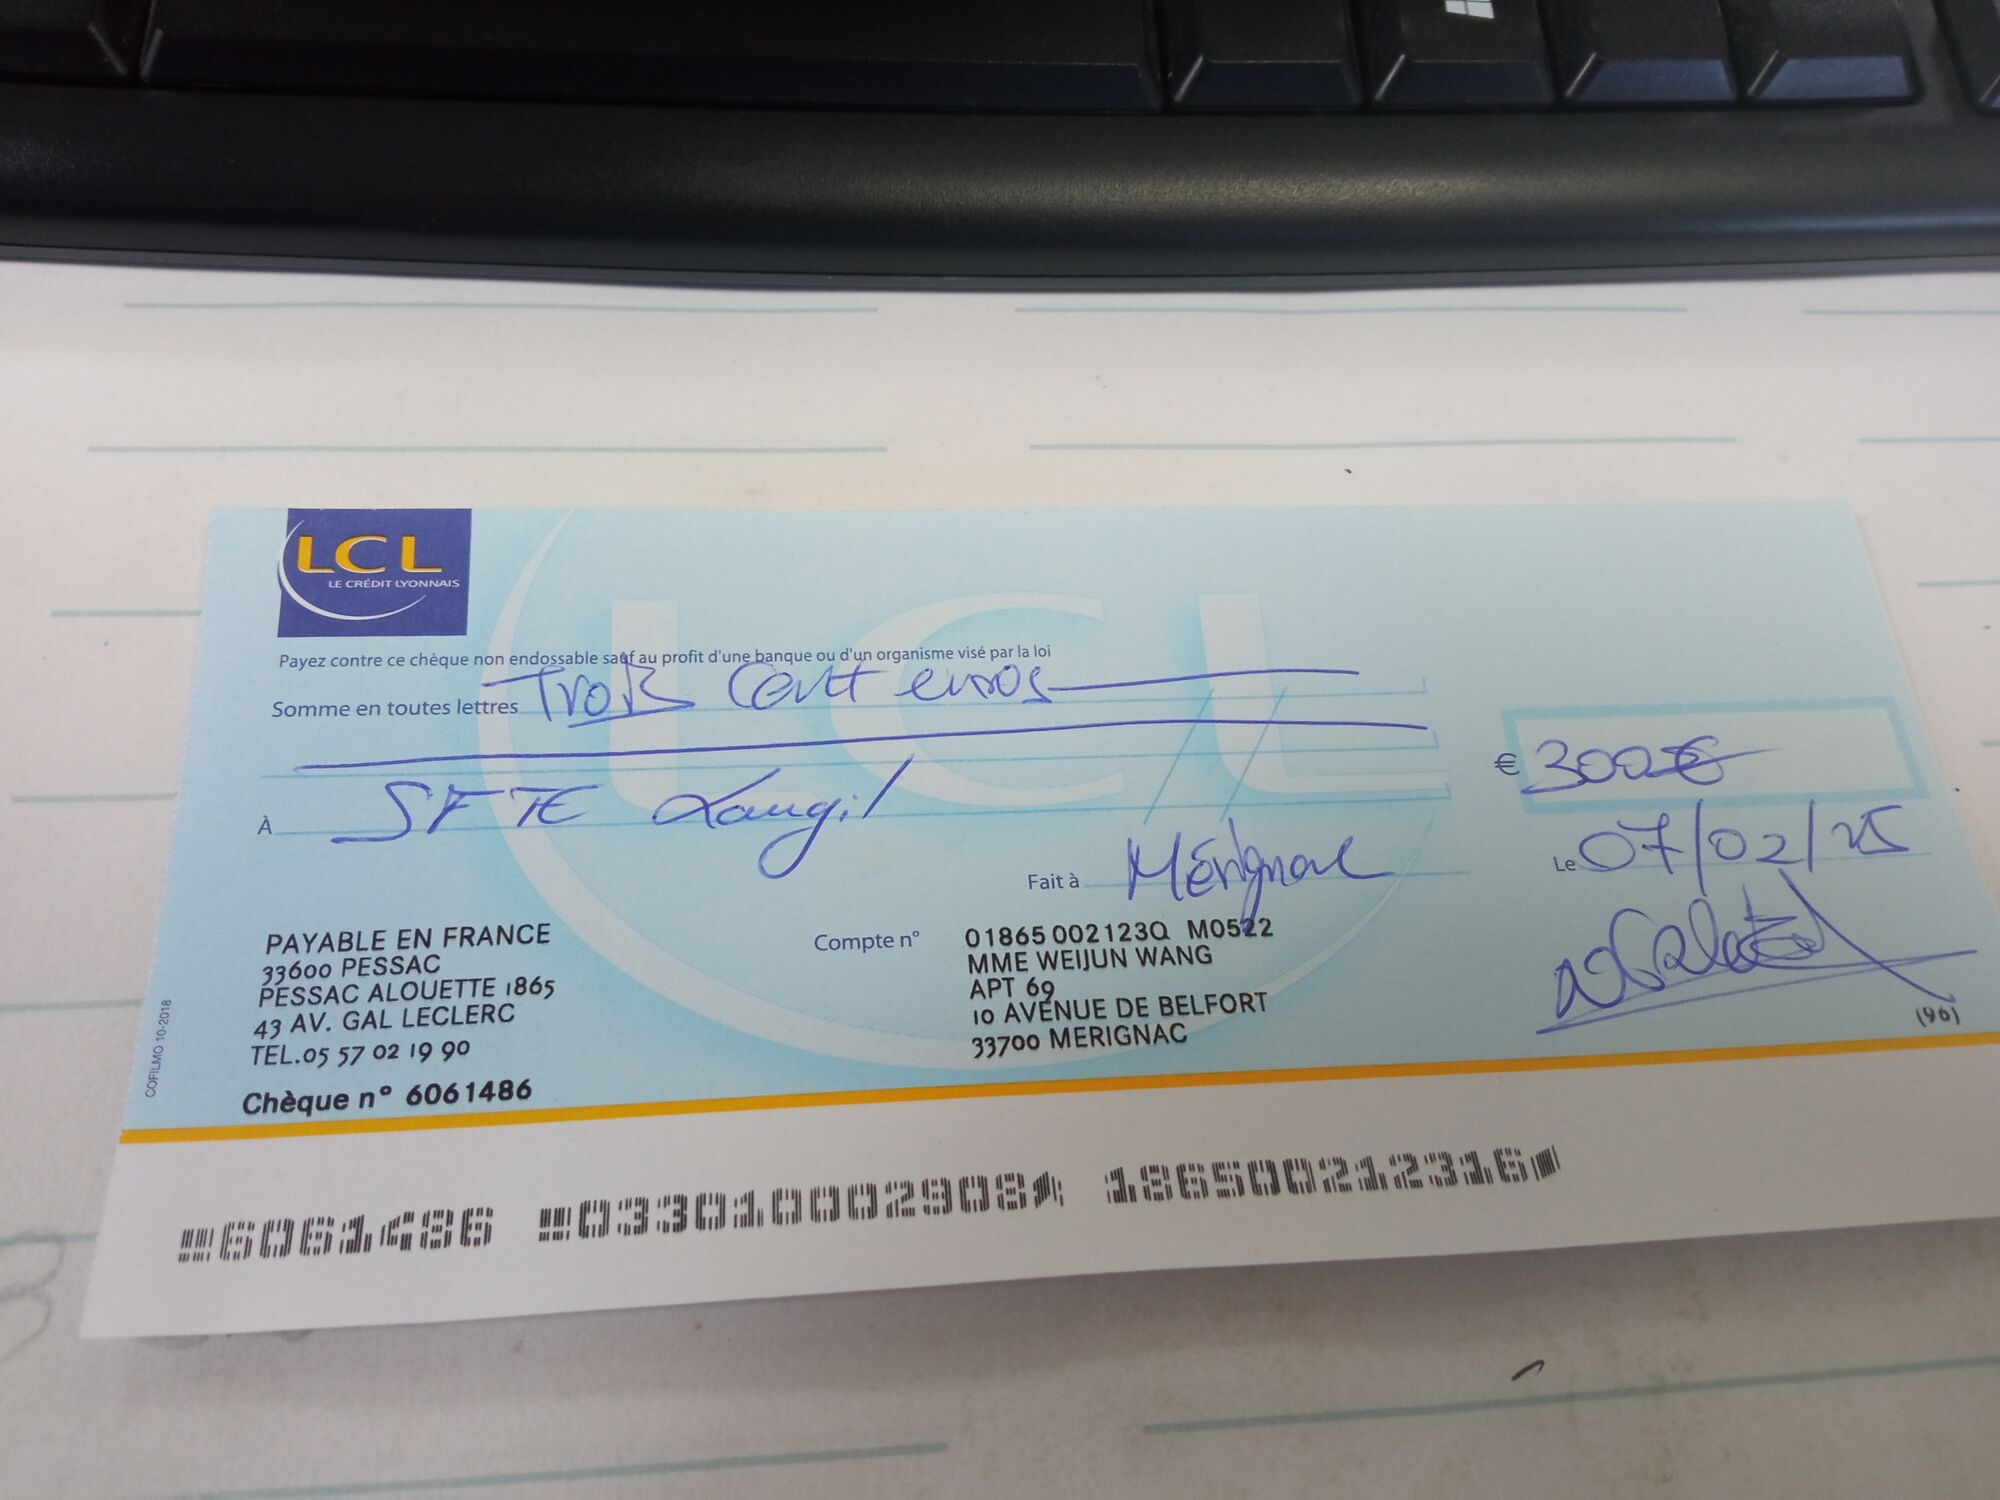 LCL
LE CRÉDIT LYONNAIS
Payez contre ce chèque non endossable sauf au profit d'une banque ou d'un organisme visé par la loi
Somme en toutes lettres Trois Cent euros
€ 300€
À SFTE Langil
Le 07/02/25
Fait à Mérignac
PAYABLE EN FRANCE
33600 PESSAC
PESSAC ALOUETTE 1865
43 AV. GAL LECLERC
TEL.05 57 02 19 90
Chèque n° 6061486
Compte n° 01865 002123Q M0522
MME WEIJUN WANG
APT 69
10 AVENUE DE BELFORT
33700 MERIGNAC
(96)
COFILMO 10-2018
6061486 033010002908 186500212316